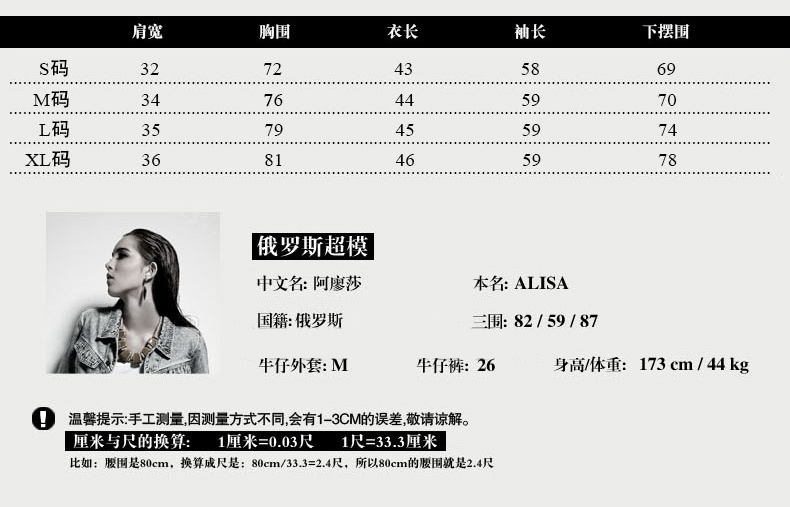 肩宽 胸围 衣长 袖长 下摆围
S码 32 72 43 58 69
M码 34 76 44 59 70
L码 35 79 45 59 74
XL码 36 81 46 59 78
俄罗斯超模
中文名: 阿廖莎 本名: ALISA
国籍: 俄罗斯 三围: 82 / 59 / 87
牛仔外套: M 牛仔裤: 26 身高/体重: 173 cm / 44 kg
温馨提示:手工测量,因测量方式不同,会有1-3CM的误差,敬请谅解。
厘米与尺的换算: 1厘米=0.03尺 1尺=33.3厘米
比如: 腰围是80cm, 换算成尺是: 80cm/33.3=2.4尺, 所以80cm的腰围就是2.4尺